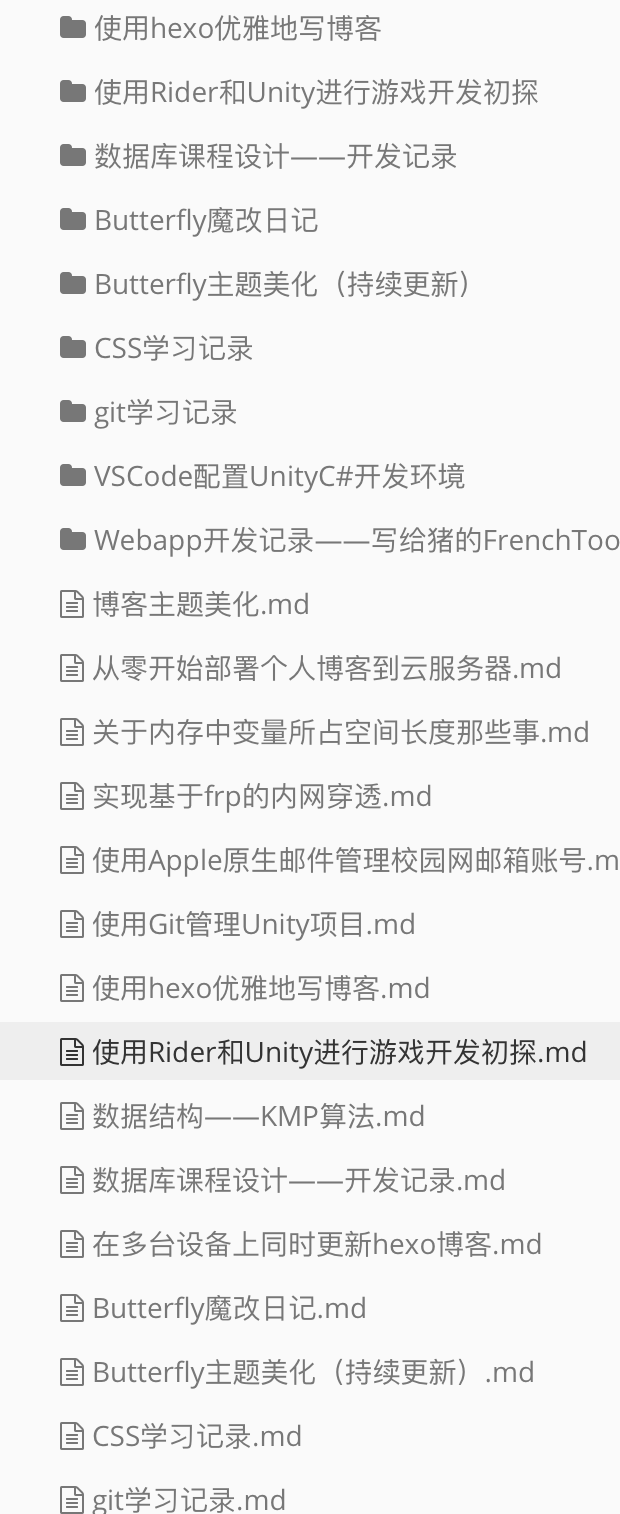 使用hexo优雅地写博客
使用Rider和Unity进行游戏开发初探
数据库课程设计——开发记录
Butterfly魔改日记
Butterfly主题美化（持续更新）
CSS学习记录
git学习记录
VSCode配置UnityC#开发环境
Webapp开发记录——写给猪的FrenchToo
博客主题美化.md
从零开始部署个人博客到云服务器.md
关于内存中变量所占空间长度那些事.md
实现基于frp的内网穿透.md
使用Apple原生邮件管理校园网邮箱账号.m
使用Git管理Unity项目.md
使用hexo优雅地写博客.md
使用Rider和Unity进行游戏开发初探.md
数据结构——KMP算法.md
数据库课程设计——开发记录.md
在多台设备上同时更新hexo博客.md
Butterfly魔改日记.md
Butterfly主题美化（持续更新）.md
CSS学习记录.md
git学习记录.md